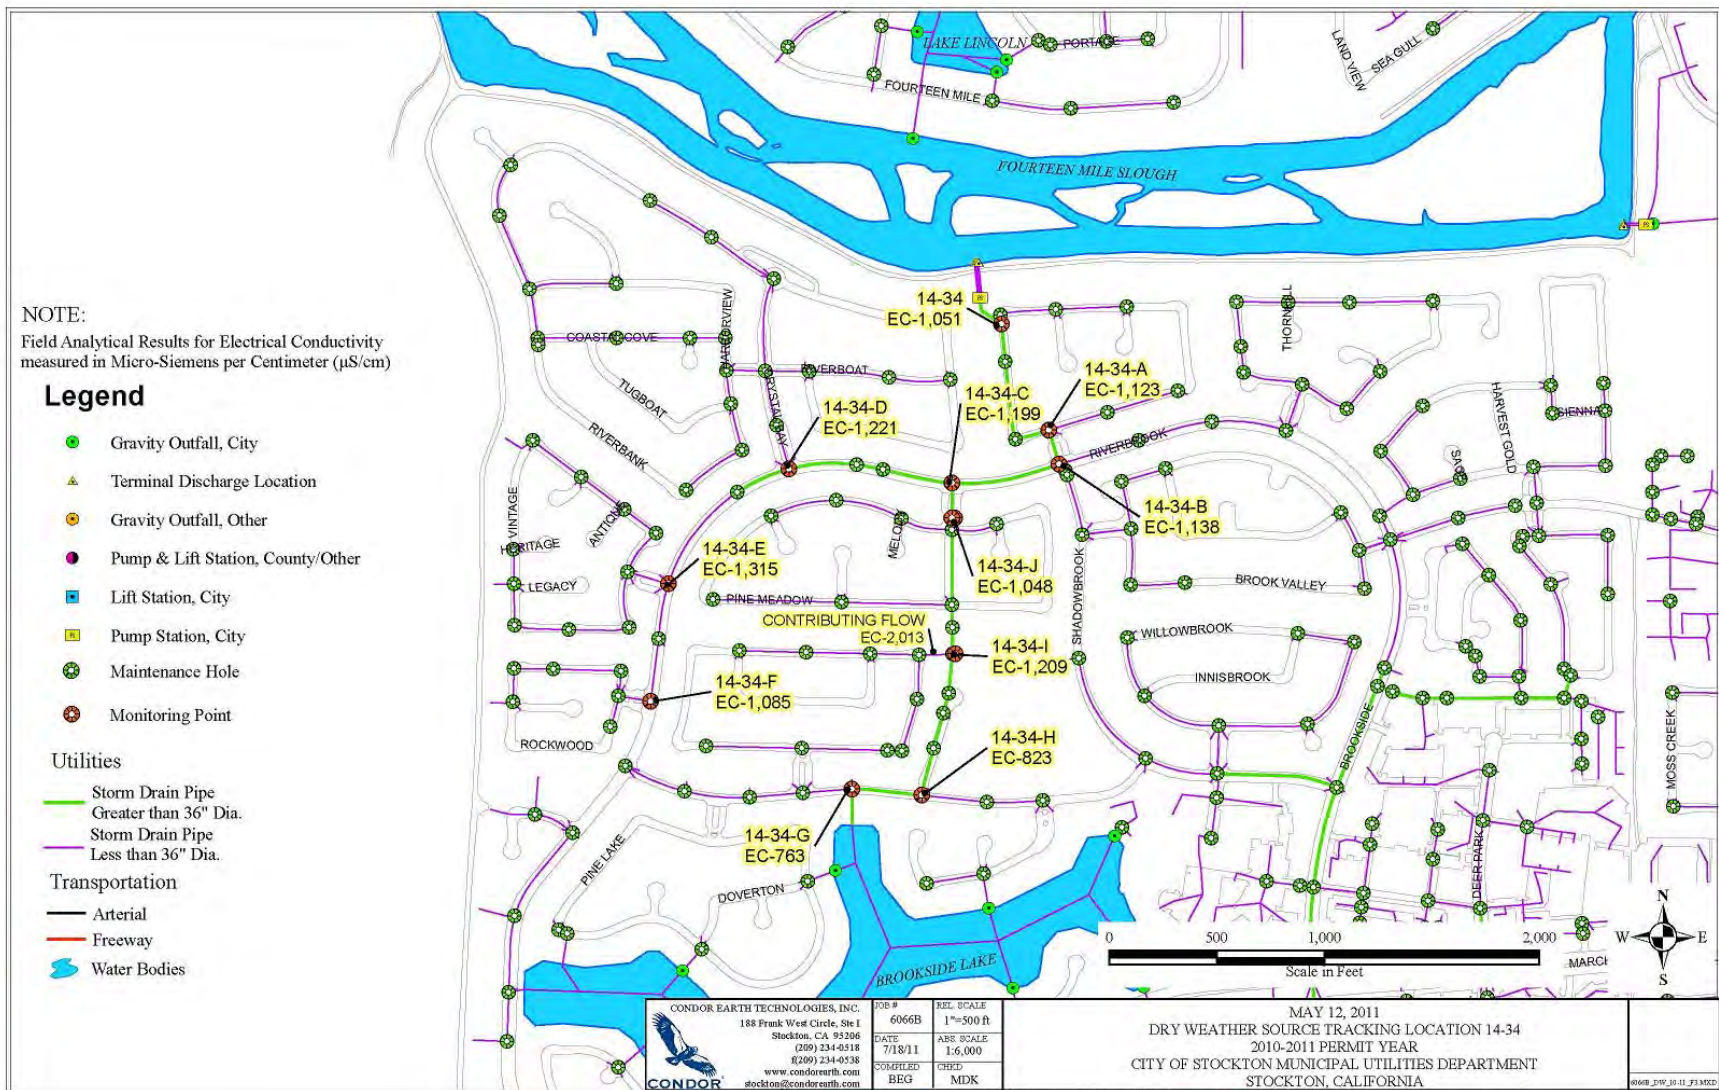 LAKE LINCOLN
PORTAGE
FOURTEEN MILE
LAND VIEW
SEA GULL
FOURTEEN MILE SLOUGH
NOTE:
Field Analytical Results for Electrical Conductivity
measured in Micro-Siemens per Centimeter (µS/cm)
Legend
Gravity Outfall, City
Terminal Discharge Location
Gravity Outfall, Other
Pump & Lift Station, County/Other
Lift Station, City
Pump Station, City
Maintenance Hole
Monitoring Point
Utilities
Storm Drain Pipe
Greater than 36" Dia.
Storm Drain Pipe
Less than 36" Dia.
Transportation
Arterial
Freeway
Water Bodies
14-34
EC-1,051
14-34-A
EC-1,123
14-34-C
EC-1,199
14-34-D
EC-1,221
14-34-B
EC-1,138
14-34-E
EC-1,315
14-34-J
EC-1,048
CONTRIBUTING FLOW
EC-2,013
14-34-I
EC-1,209
14-34-F
EC-1,085
14-34-H
EC-823
14-34-G
EC-763
COASTAL COVE
HARBORVIEW
RIVERBOAT
CRYSTAL BAY
TUGBOAT
RIVERBANK
VINTAGE
HERITAGE
ANTIQUE
LEGACY
ROCKWOOD
PINE MEADOW
RIVERBROOK
THORNHILL
HARVEST GOLD
SIENNA
SAGE
SHADOWBROOK
BROOK VALLEY
WILLOWBROOK
INNISBROOK
BROOKSIDE
MOSS CREEK
DEER PARK
PINE LAKE
DOVERTON
BROOKSIDE LAKE
MARCH
N
W
E
S
0 500 1,000 2,000
Scale in Feet
CONDOR
CONDOR EARTH TECHNOLOGIES, INC.
188 Frank West Circle, Ste I
Stockton, CA 95206
(209) 234-0518
f(209) 234-0538
www.condorearth.com
stockton@condorearth.com
JOB #
6066B
REL. SCALE
1"=500 ft
DATE
7/18/11
ABS. SCALE
1:6,000
COMPILED
BEG
CHKD
MDK
MAY 12, 2011
DRY WEATHER SOURCE TRACKING LOCATION 14-34
2010-2011 PERMIT YEAR
CITY OF STOCKTON MUNICIPAL UTILITIES DEPARTMENT
STOCKTON, CALIFORNIA
6066B_DW_10-11_F3.MXD